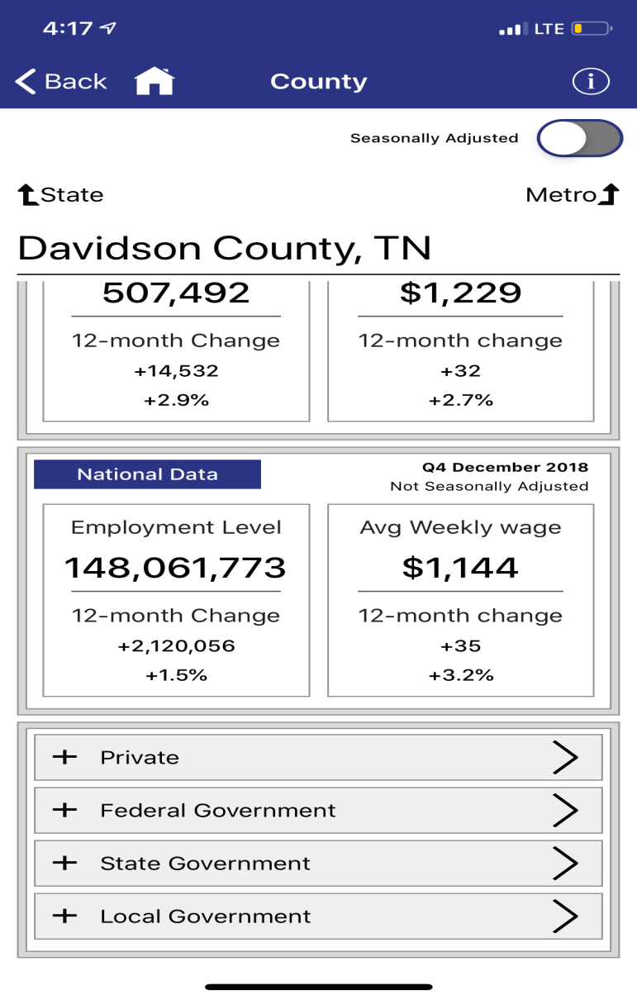 4:17 LTE
Back County i
Seasonally Adjusted
State Metro
Davidson County, TN
507,492 $1,229
12-month Change 12-month change
+14,532 +32
+2.9% +2.7%
National Data Q4 December 2018
Not Seasonally Adjusted
Employment Level Avg Weekly wage
148,061,773 $1,144
12-month Change 12-month change
+2,120,056 +35
+1.5% +3.2%
+ Private
+ Federal Government
+ State Government
+ Local Government